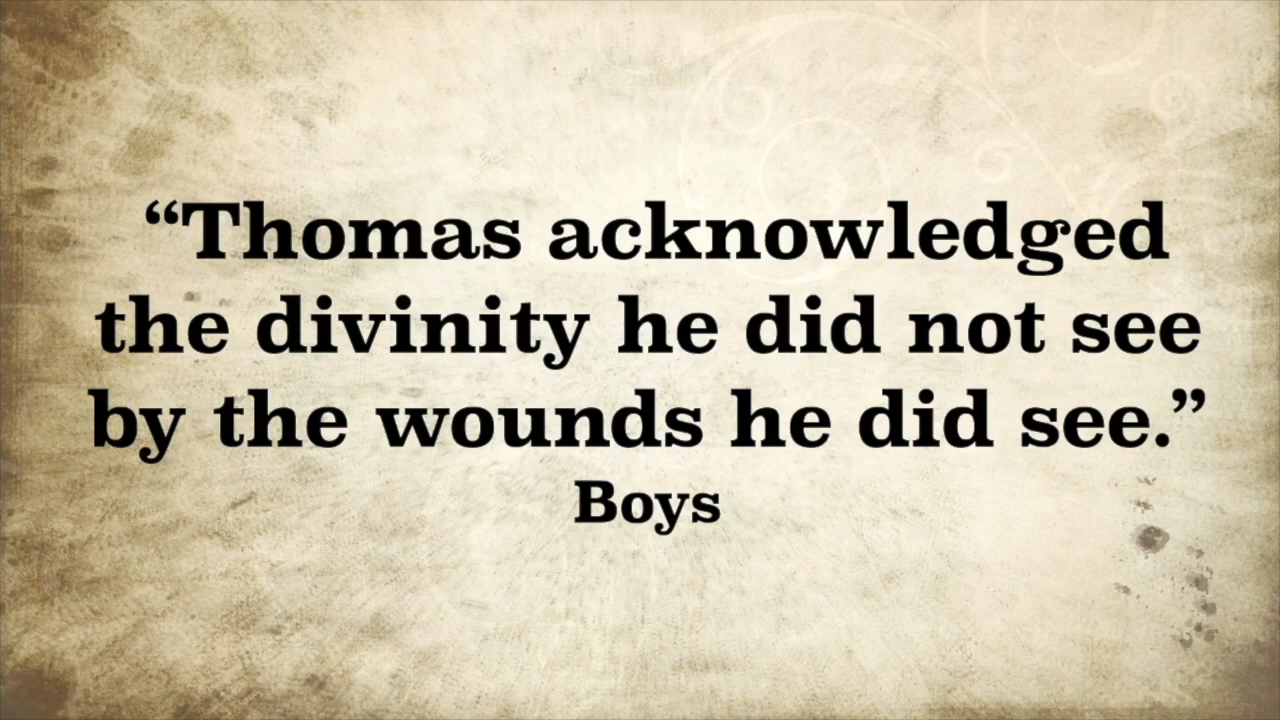 “Thomas acknowledged
the divinity he did not see
by the wounds he did see.”
Boys